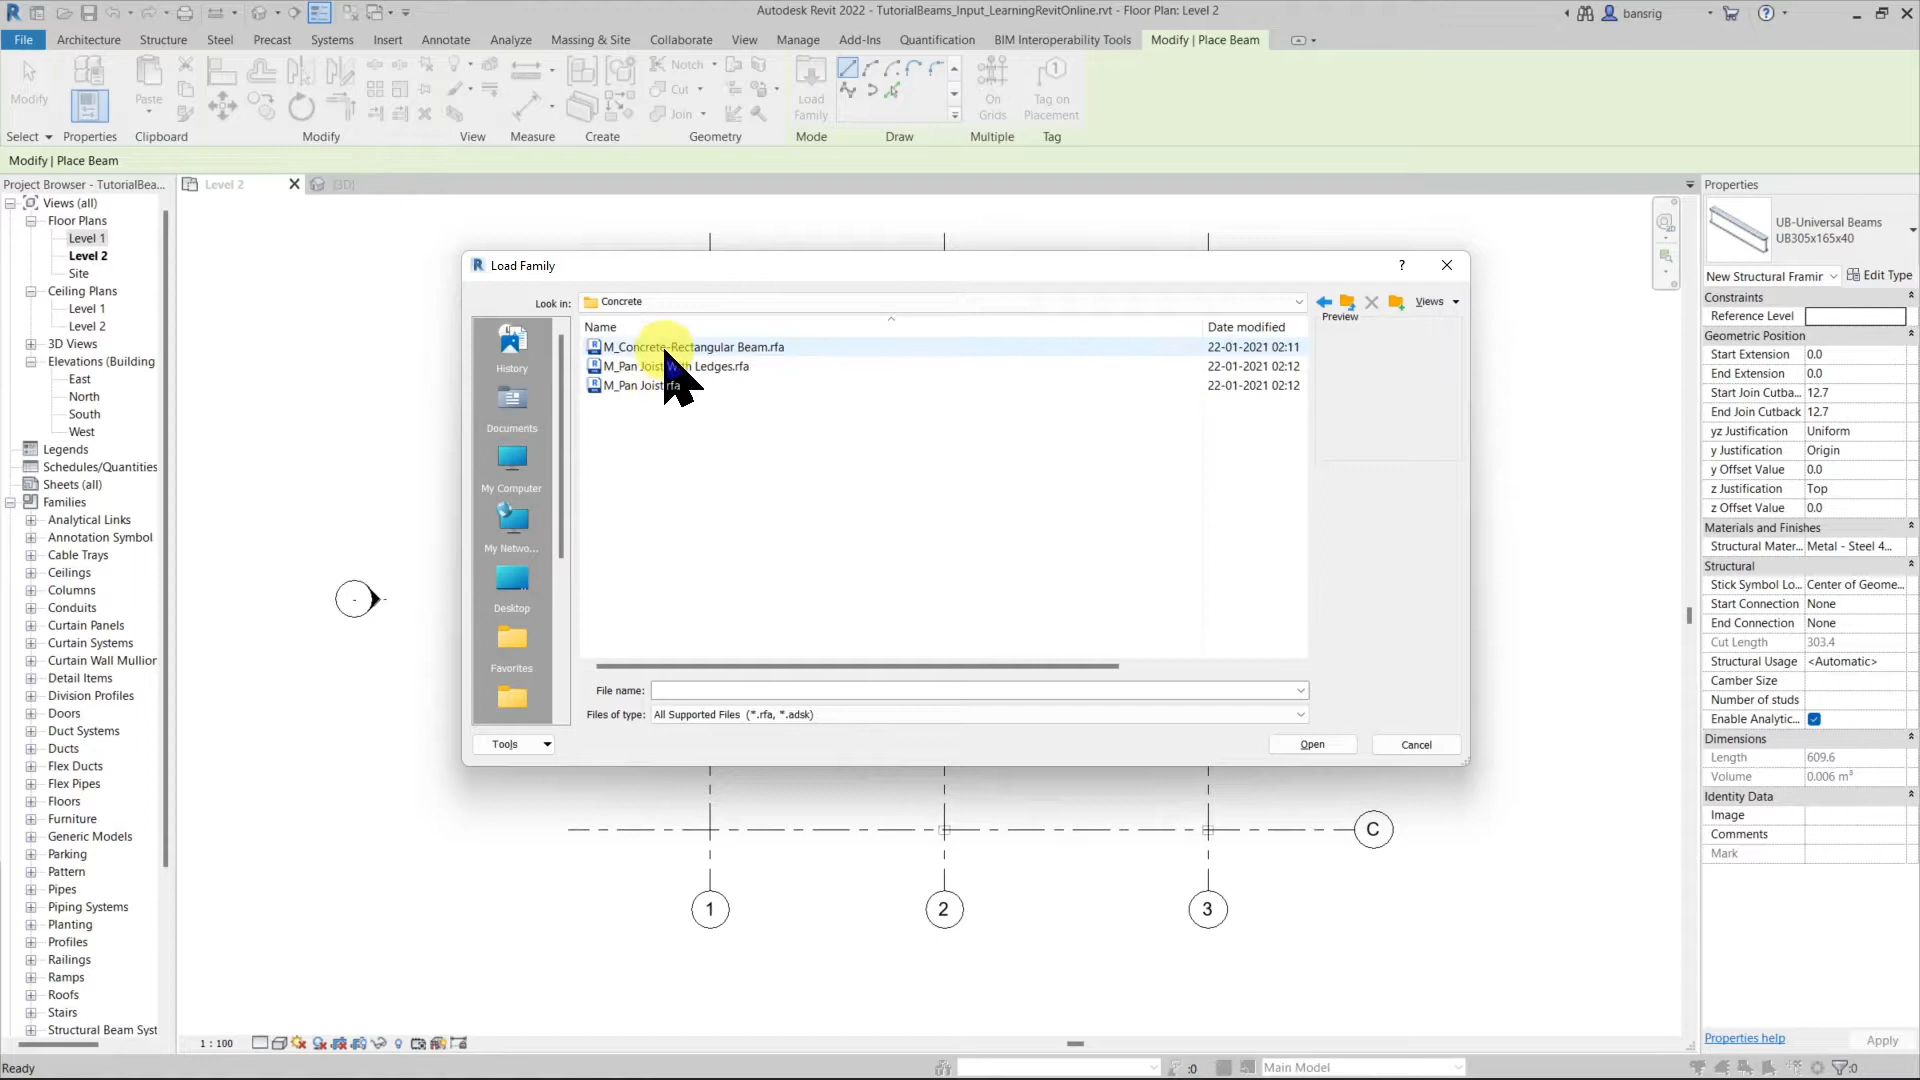 Autodesk Revit 2022 - TutorialBeams_Input_LearningRevitOnline.rvt - Floor Plan: Level 2
bansrig
File Architecture Structure Steel Precast Systems Insert Annotate Analyze Massing & Site Collaborate View Manage Add-Ins Quantification BIM Interoperability Tools Modify | Place Beam
Modify
Paste
Notch
Cut
Join
Load Family
On Grids
Tag on Placement
Select Properties Clipboard Modify View Measure Create Geometry Mode Draw Multiple Tag
Modify | Place Beam
Project Browser - TutorialBea...
Level 2
{3D}
Views (all)
Floor Plans
Level 1
Level 2
Site
Ceiling Plans
Level 1
Level 2
3D Views
Elevations (Building
East
North
South
West
Legends
Schedules/Quantities
Sheets (all)
Families
Analytical Links
Annotation Symbol
Cable Trays
Ceilings
Columns
Conduits
Curtain Panels
Curtain Systems
Curtain Wall Mullior
Detail Items
Division Profiles
Doors
Duct Systems
Ducts
Flex Ducts
Flex Pipes
Floors
Furniture
Generic Models
Parking
Pattern
Pipes
Piping Systems
Planting
Profiles
Railings
Ramps
Roofs
Stairs
Structural Beam Syst
Load Family
Look in: Concrete
Views
Name Date modified
Preview
M_Concrete-Rectangular Beam.rfa 22-01-2021 02:11
M_Pan Joist With Ledges.rfa 22-01-2021 02:12
M_Pan Joist.rfa 22-01-2021 02:12
History
Documents
My Computer
My Netwo...
Desktop
Favorites
File name:
Files of type: All Supported Files (*.rfa, *.adsk)
Tools
Open
Cancel
C
1 2 3
Properties
UB-Universal Beams
UB305x165x40
New Structural Framir Edit Type
Constraints
Reference Level
Geometric Position
Start Extension 0.0
End Extension 0.0
Start Join Cutba... 12.7
End Join Cutback 12.7
yz Justification Uniform
y Justification Origin
y Offset Value 0.0
z Justification Top
z Offset Value 0.0
Materials and Finishes
Structural Mater... Metal - Steel 4...
Structural
Stick Symbol Lo... Center of Geome...
Start Connection None
End Connection None
Cut Length 303.4
Structural Usage <Automatic>
Camber Size
Number of studs
Enable Analytic...
Dimensions
Length 609.6
Volume 0.006 m³
Identity Data
Image
Comments
Mark
Properties help
Apply
1 : 100
Ready
:0
Main Model
:0